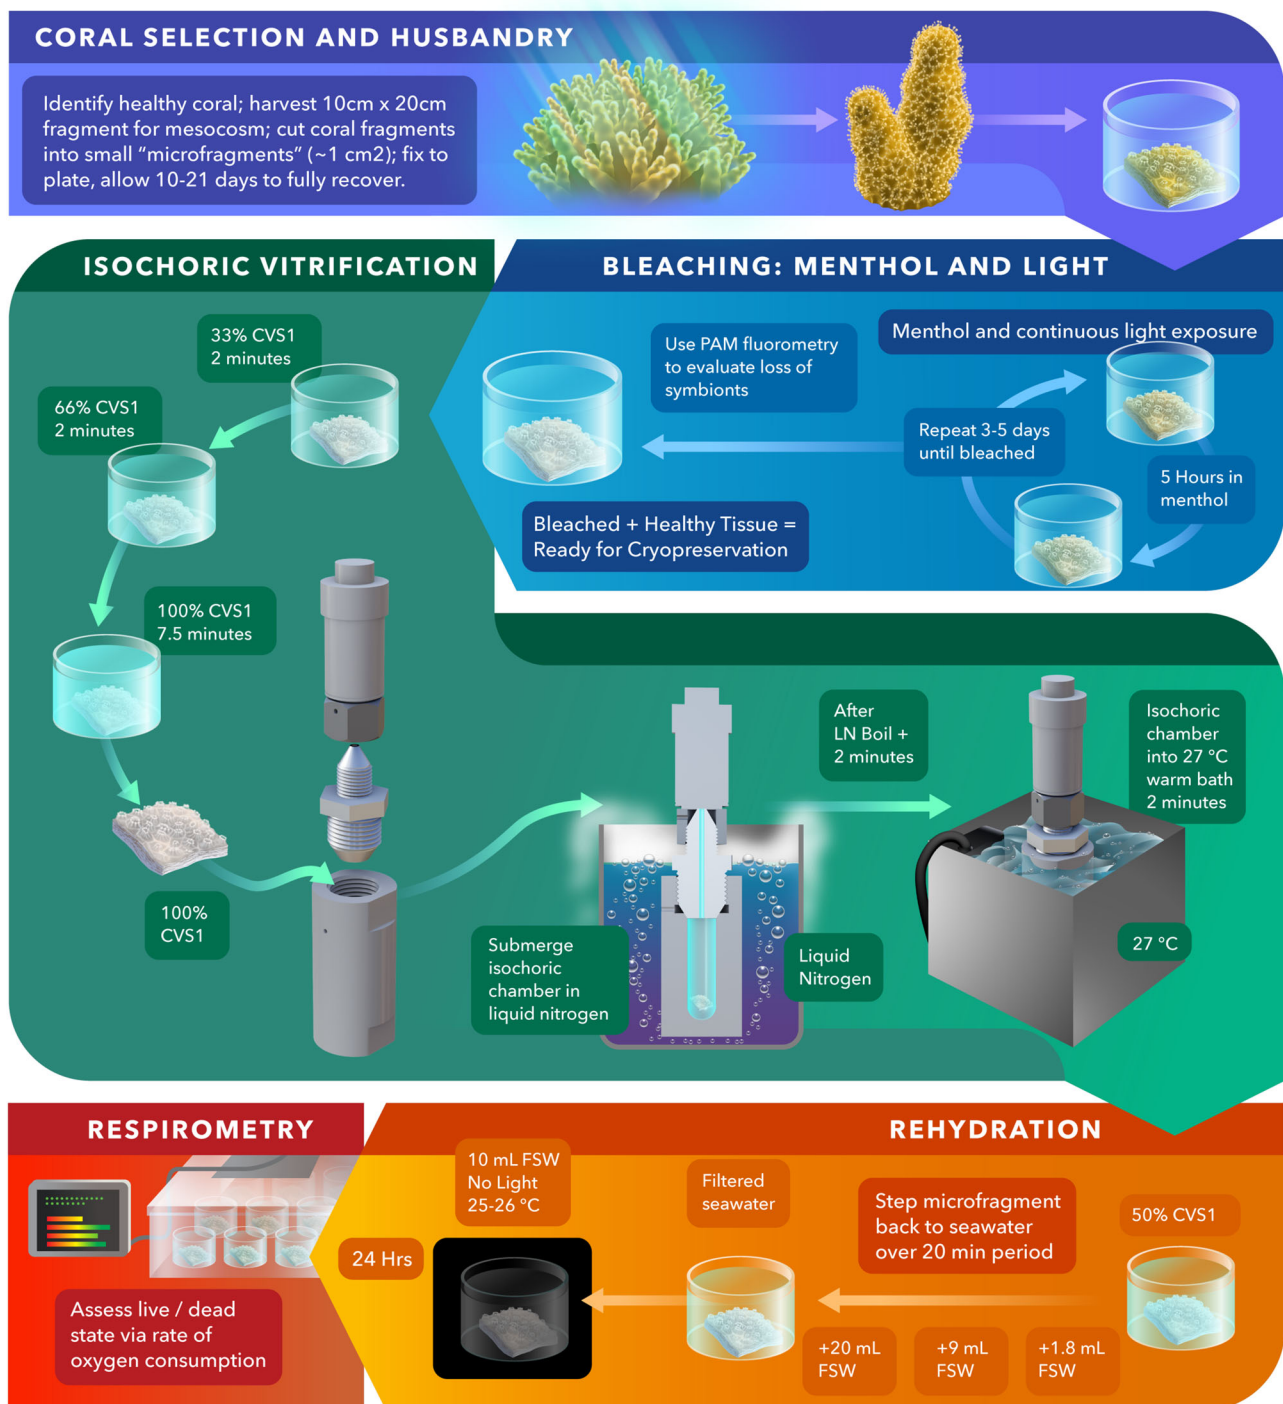 CORAL SELECTION AND HUSBANDRY
Identify healthy coral; harvest 10cm x 20cm
fragment for mesocosm; cut coral fragments
into small “microfragments” (~1 cm2); fix to
plate, allow 10-21 days to fully recover.
BLEACHING: MENTHOL AND LIGHT
Menthol and continuous light exposure
5 Hours in
menthol
Repeat 3-5 days
until bleached
Use PAM fluorometry
to evaluate loss of
symbionts
Bleached + Healthy Tissue =
Ready for Cryopreservation
ISOCHORIC VITRIFICATION
33% CVS1
2 minutes
66% CVS1
2 minutes
100% CVS1
7.5 minutes
100%
CVS1
Submerge
isochoric
chamber in
liquid nitrogen
Liquid
Nitrogen
After
LN Boil +
2 minutes
Isochoric
chamber
into 27 °C
warm bath
2 minutes
27 °C
REHYDRATION
50% CVS1
Step microfragment
back to seawater
over 20 min period
+1.8 mL
FSW
+9 mL
FSW
+20 mL
FSW
Filtered
seawater
10 mL FSW
No Light
25-26 °C
24 Hrs
RESPIROMETRY
Assess live / dead
state via rate of
oxygen consumption